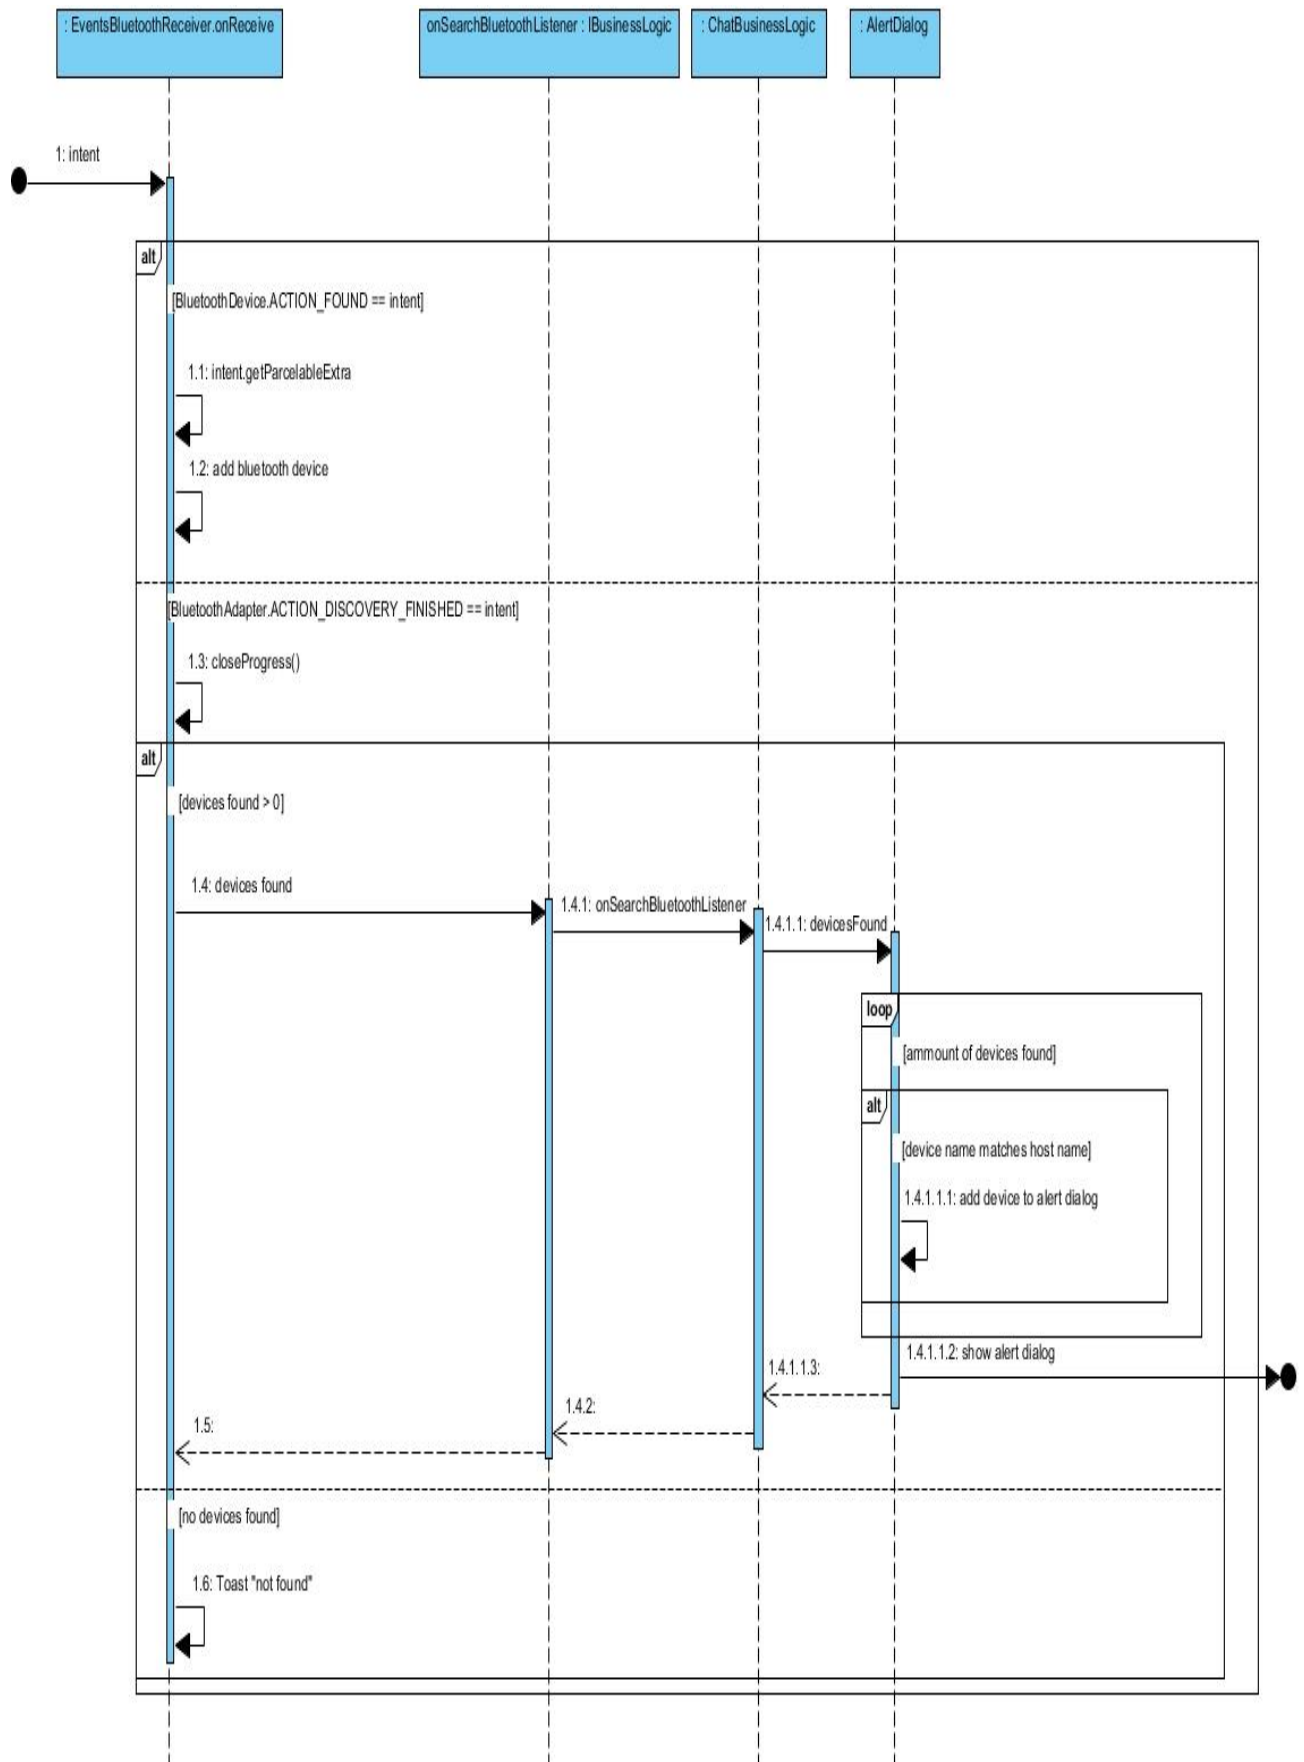 : EventsBluetoothReceiver.onReceive
onSearchBluetoothListener : IBusinessLogic
: ChatBusinessLogic
: AlertDialog
1: intent
alt
[BluetoothDevice.ACTION_FOUND == intent]
1.1: intent.getParcelableExtra
1.2: add bluetooth device
[BluetoothAdapter.ACTION_DISCOVERY_FINISHED == intent]
1.3: closeProgress()
alt
[devices found > 0]
1.4: devices found
1.4.1: onSearchBluetoothListener
1.4.1.1: devicesFound
loop
[ammount of devices found]
alt
[device name matches host name]
1.4.1.1.1: add device to alert dialog
1.4.1.1.2: show alert dialog
1.4.1.1.3:
1.4.2:
1.5:
[no devices found]
1.6: Toast "not found"